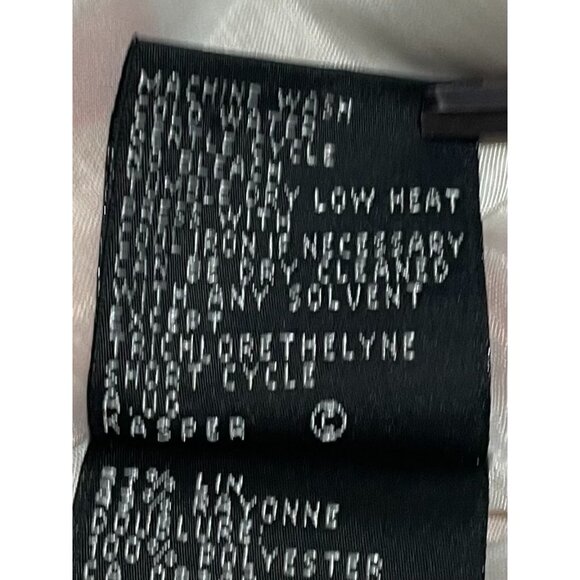 MACHINE WASH
COLD WATER
GENTLE CYCLE
NO BLEACH
TUMBLE DRY LOW HEAT
PRESS WITH
COOL IRON IF NECESSARY
CAN BE DRY CLEANED
WITH ANY SOLVENT
EXCEPT
TRICHLORETHELYNE
SHORT CYCLE
A.U.C
KASPER
LIN
RAYONNE
DOUBLURE:
100% POLYESTER